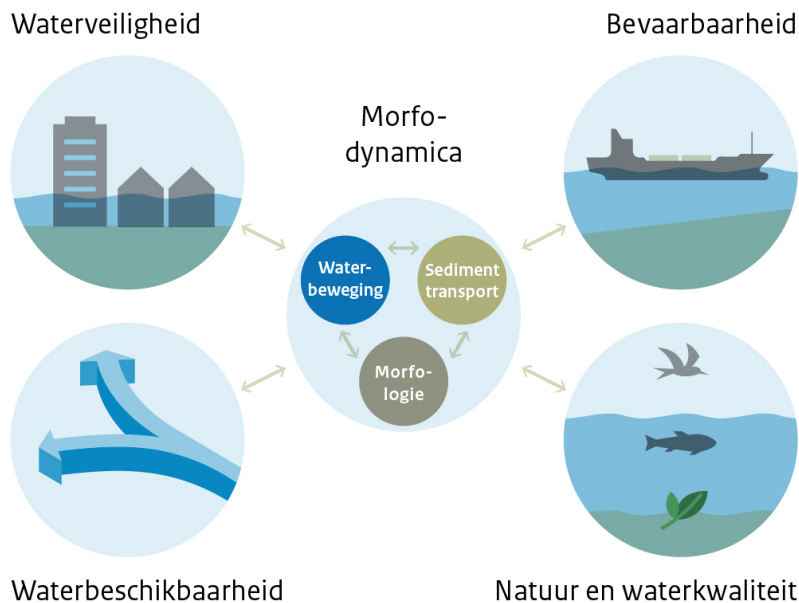 Waterveiligheid
Bevaarbaarheid
Morfo-
dynamica
Water-
beweging
Sediment
transport
Morfo-
logie
Waterbeschikbaarheid
Natuur en waterkwaliteit